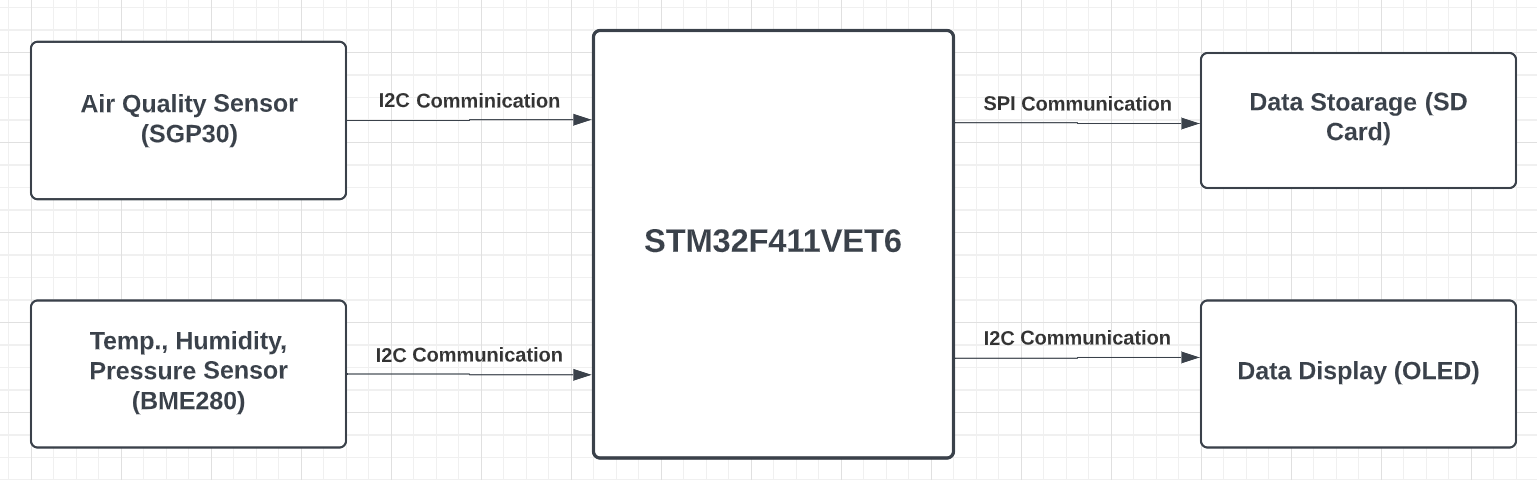 Air Quality Sensor
(SGP30)
I2C Comminication
STM32F411VET6
SPI Communication
Data Stoarage (SD
Card)
Temp., Humidity,
Pressure Sensor
(BME280)
I2C Communication
I2C Communication
Data Display (OLED)